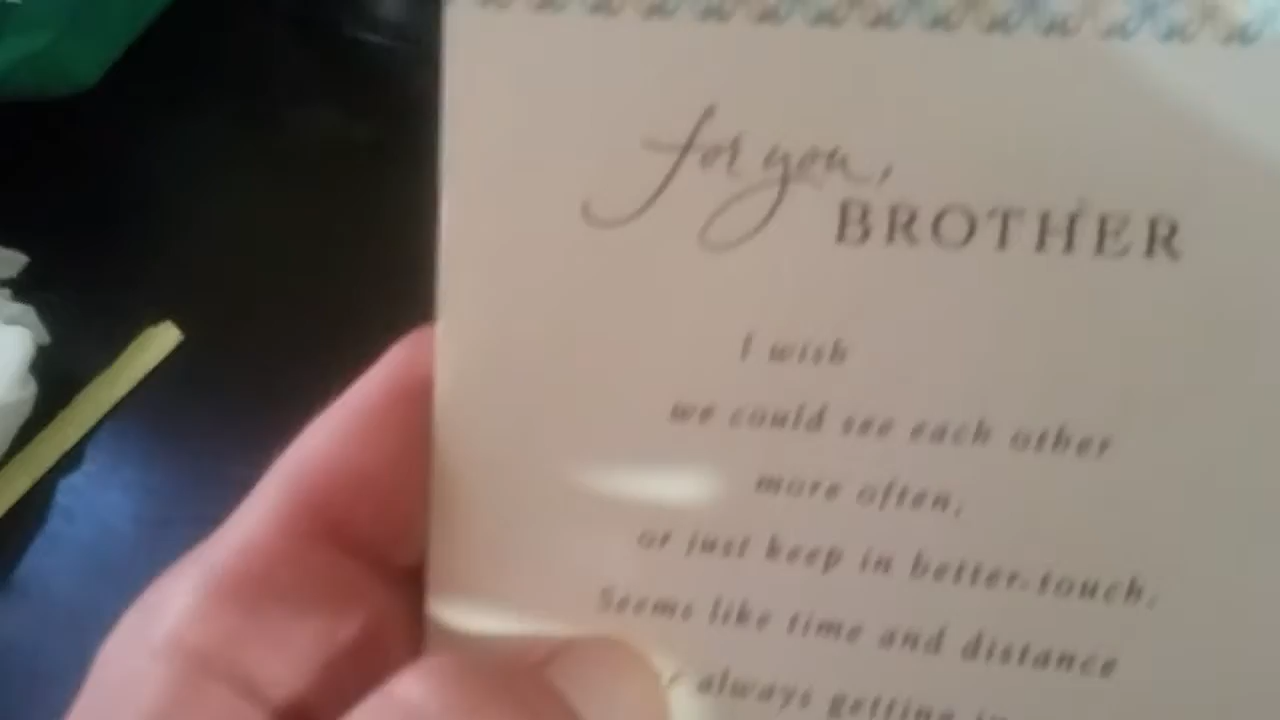 for you,
BROTHER
I wish
we could see each other
more often,
or just keep in better touch.
Seems like time and distance
always getting